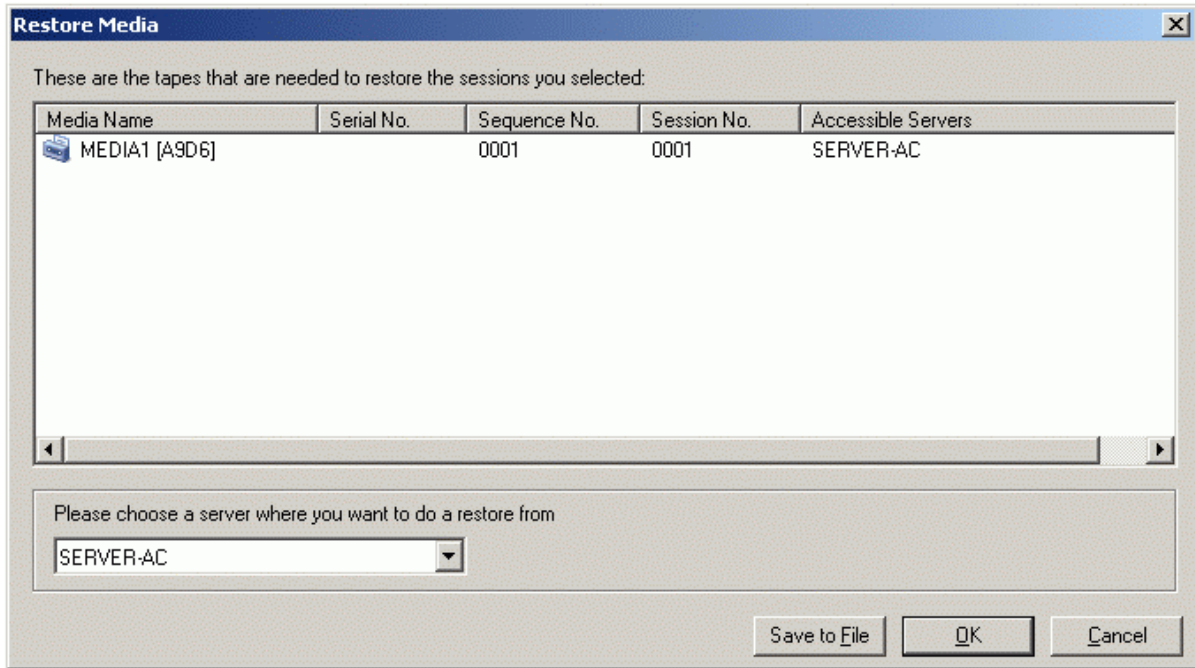 Restore Media
These are the tapes that are needed to restore the sessions you selected:
Media Name Serial No. Sequence No. Session No. Accessible Servers
MEDIA1 [A9D6] 0001 0001 SERVER-AC
Please choose a server where you want to do a restore from
SERVER-AC
Save to File OK Cancel